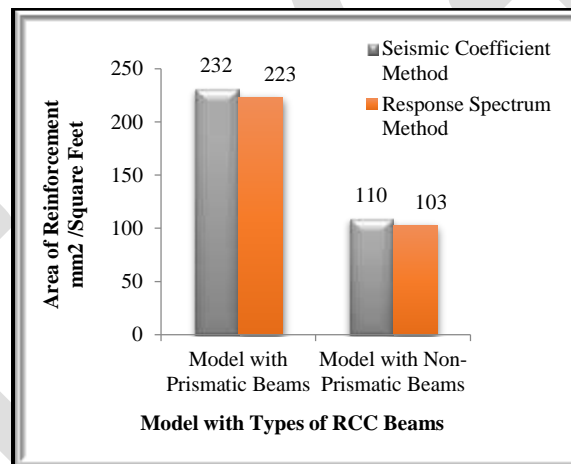 Area of Reinforcement
mm2 /Square Feet
250
200
150
100
50
0
232
223
110
103
Seismic Coefficient
Method
Response Spectrum
Method
Model with
Prismatic Beams
Model with Non-
Prismatic Beams
Model with Types of RCC Beams